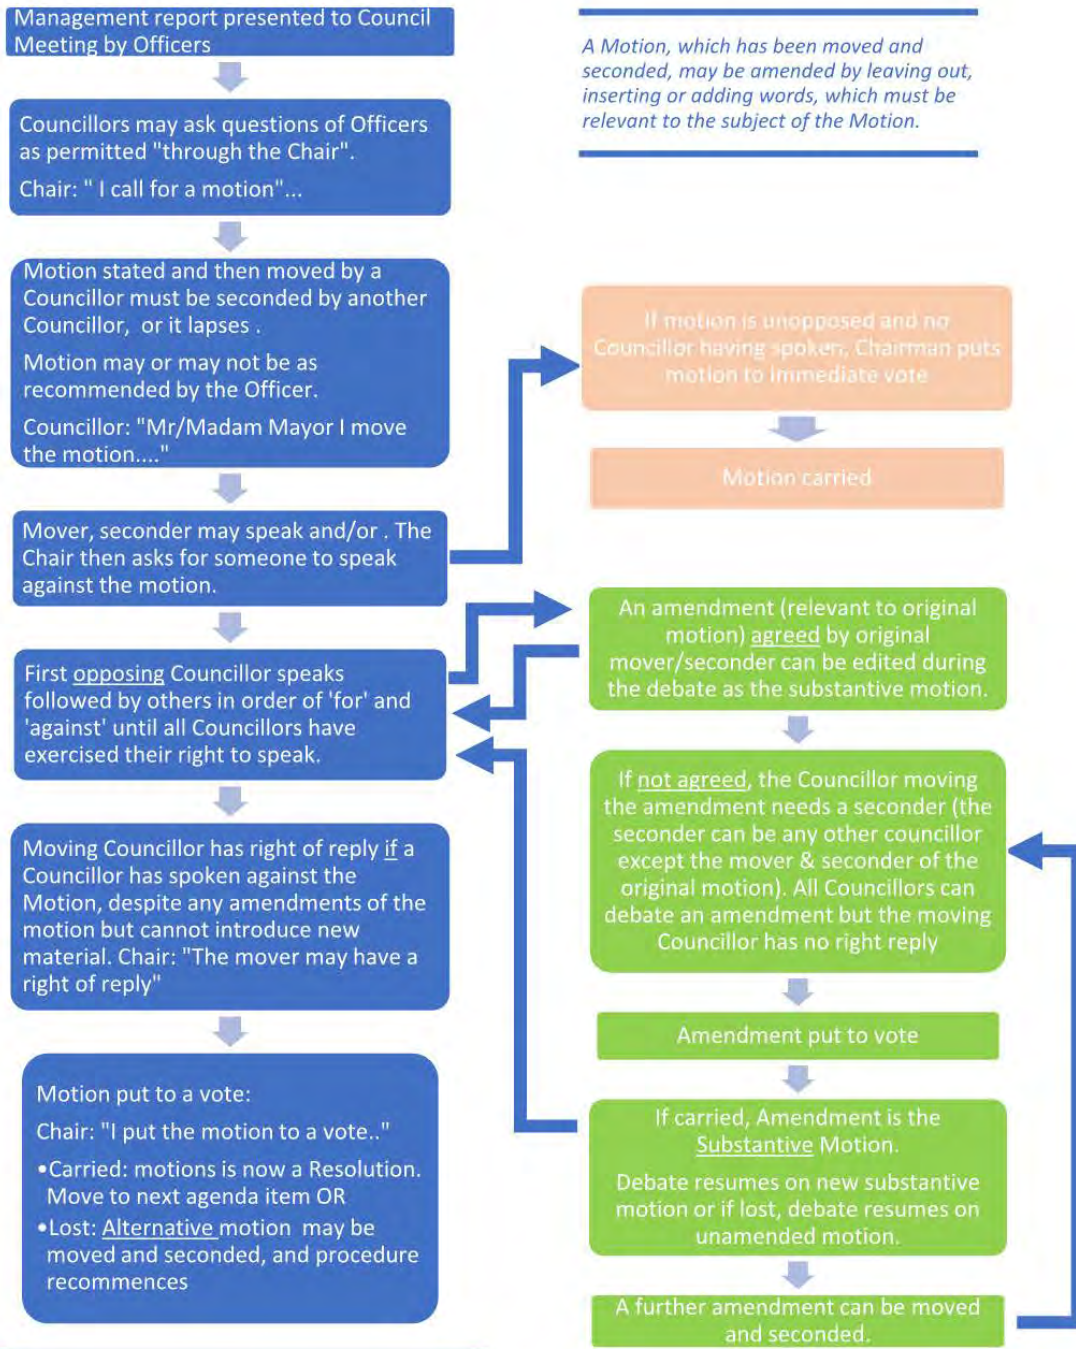 Management report presented to Council
Meeting by Officers
Councillors may ask questions of Officers
as permitted "through the Chair".
Chair: " I call for a motion"...
Motion stated and then moved by a
Councillor must be seconded by another
Councillor,  or it lapses .
Motion may or may not be as
recommended by the Officer.
Councillor: "Mr/Madam Mayor I move
the motion...."
Mover, seconder may speak and/or . The
Chair then asks for someone to speak
against the motion.
First opposing Councillor speaks
followed by others in order of 'for' and
'against' until all Councillors have
exercised their right to speak.
Moving Councillor has right of reply if a
Councillor has spoken against the
Motion, despite any amendments of the
motion but cannot introduce new
material. Chair: "The mover may have a
right of reply"
Motion put to a vote:
Chair: "I put the motion to a vote.."
•Carried: motions is now a Resolution.
Move to next agenda item OR
•Lost: Alternative motion  may be
moved and seconded, and procedure
recommences
A Motion, which has been moved and
seconded, may be amended by leaving out,
inserting or adding words, which must be
relevant to the subject of the Motion.
If motion is unopposed and no
Councillor having spoken, Chairman puts
motion to immediate vote
Motion carried
An amendment (relevant to original
motion) agreed by original
mover/seconder can be edited during
the debate as the substantive motion.
If not agreed, the Councillor moving
the amendment needs a seconder (the
seconder can be any other councillor
except the mover & seconder of the
original motion). All Councillors can
debate an amendment but the moving
Councillor has no right reply
Amendment put to vote
If carried, Amendment is the
Substantive Motion.
Debate resumes on new substantive
motion or if lost, debate resumes on
unamended motion.
A further amendment can be moved
and seconded.